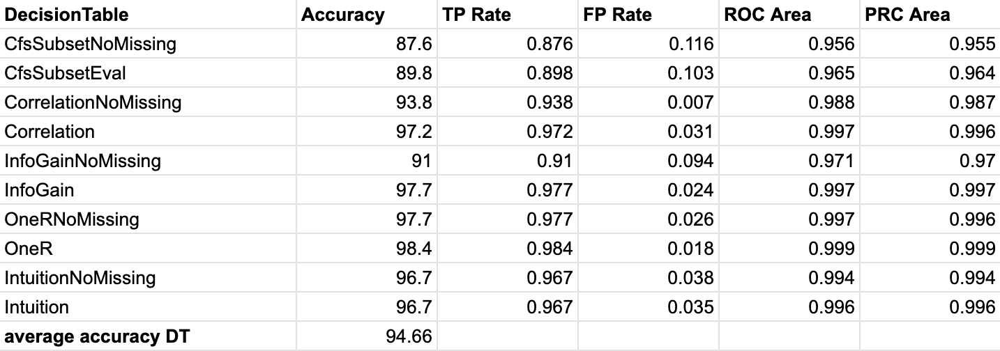 DecisionTable Accuracy TP Rate FP Rate ROC Area PRC Area
CfsSubsetNoMissing 87.6 0.876 0.116 0.956 0.955
CfsSubsetEval 89.8 0.898 0.103 0.965 0.964
CorrelationNoMissing 93.8 0.938 0.007 0.988 0.987
Correlation 97.2 0.972 0.031 0.997 0.996
InfoGainNoMissing 91 0.91 0.094 0.971 0.97
InfoGain 97.7 0.977 0.024 0.997 0.997
OneRNoMissing 97.7 0.977 0.026 0.997 0.996
OneR 98.4 0.984 0.018 0.999 0.999
IntuitionNoMissing 96.7 0.967 0.038 0.994 0.994
Intuition 96.7 0.967 0.035 0.996 0.996
average accuracy DT 94.66